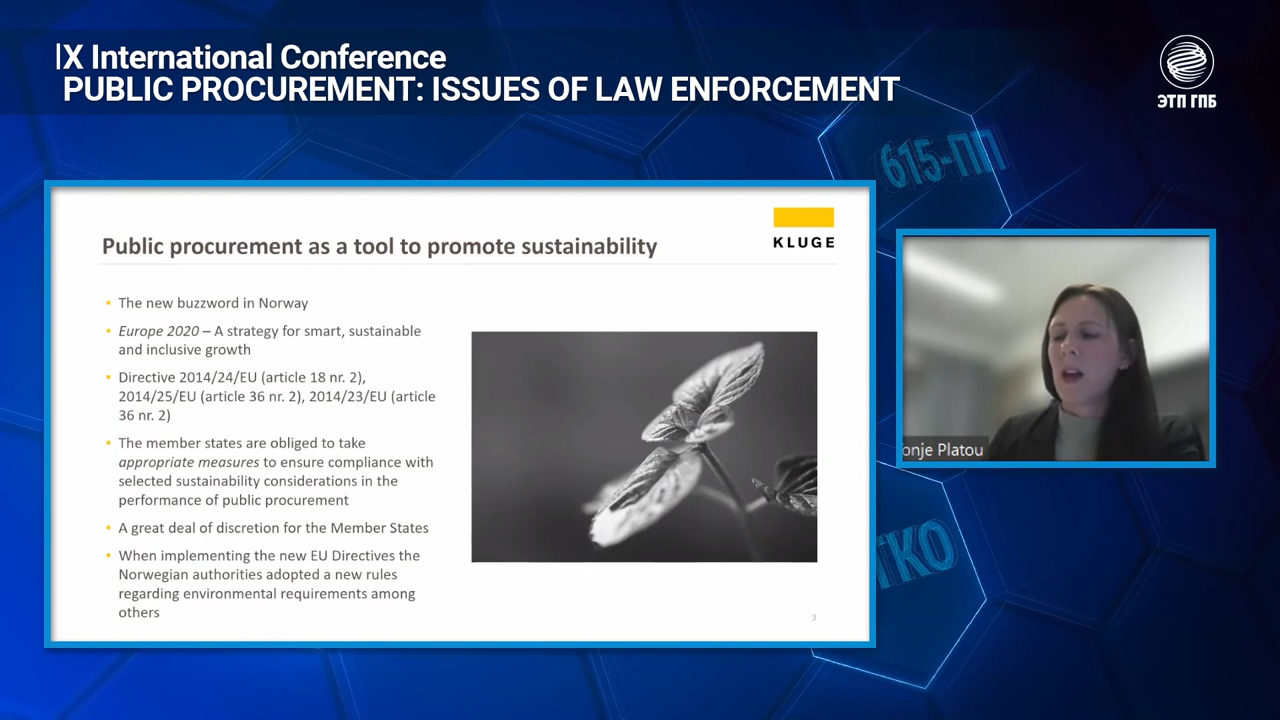 IX International Conference
PUBLIC PROCUREMENT: ISSUES OF LAW ENFORCEMENT
ЭТП ГПБ
615-ПП
KLUGE
Public procurement as a tool to promote sustainability
▪ The new buzzword in Norway
▪ Europe 2020 – A strategy for smart, sustainable
and inclusive growth
▪ Directive 2014/24/EU (article 18 nr. 2),
2014/25/EU (article 36 nr. 2), 2014/23/EU (article
36 nr. 2)
▪ The member states are obliged to take
appropriate measures to ensure compliance with
selected sustainability considerations in the
performance of public procurement
▪ A great deal of discretion for the Member States
▪ When implementing the new EU Directives the
Norwegian authorities adopted a new rules
regarding environmental requirements among
others
3
onje Platou
ТКО